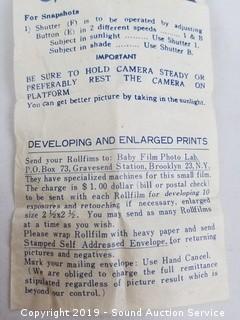 For Snapshots
1) Shutter (F) is to be operated by adjusting
Button (E) in 2 different speeds ...... 1 & B
Subject in sunlight ........ Use Shutter 1.
Subject in shade ........ Use Shutter B.
IMPORTANT
BE SURE TO HOLD CAMERA STEADY OR
PREFERABLY REST THE CAMERA ON
PLATFORM
You can get better picture by taking in the sunlight.
DEVELOPING AND ENLARGED PRINTS
Send your Rollfilms to: Baby Film Photo Lab,
P.O.BOX 73, Gravesend Station, Brooklyn 23, N.Y.
They have specialized machines for this small film.
The charge is $1.00 dollar (bill or postal check)
to be sent with each Rollfilm for developing 10
exposures and retouching if necessary, enlarged
size 2½x2½. You may send as many Rollfilms
at a time as you wish.
Please wrap Rollfilm with heavy paper and send
Stamped Self Addressed Envelope, for returning
pictures and negatives.
Mark your mailing envelope: Use Hand Cancel.
(We are obliged to charge the full remittance
stipulated regardless of picture result which is
beyond our control.)
Copyright 2019 - SoundAuction.com